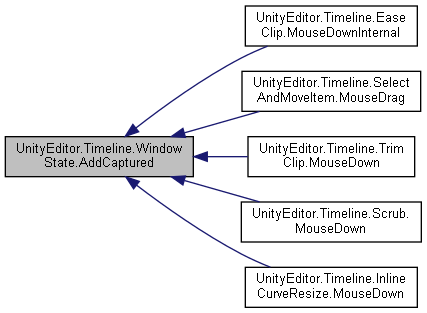 UnityEditor.Timeline.Ease
Clip.MouseDownInternal
UnityEditor.Timeline.Select
AndMoveItem.MouseDrag
UnityEditor.Timeline.Window
State.AddCaptured
UnityEditor.Timeline.Trim
Clip.MouseDown
UnityEditor.Timeline.Scrub.
MouseDown
UnityEditor.Timeline.Inline
CurveResize.MouseDown